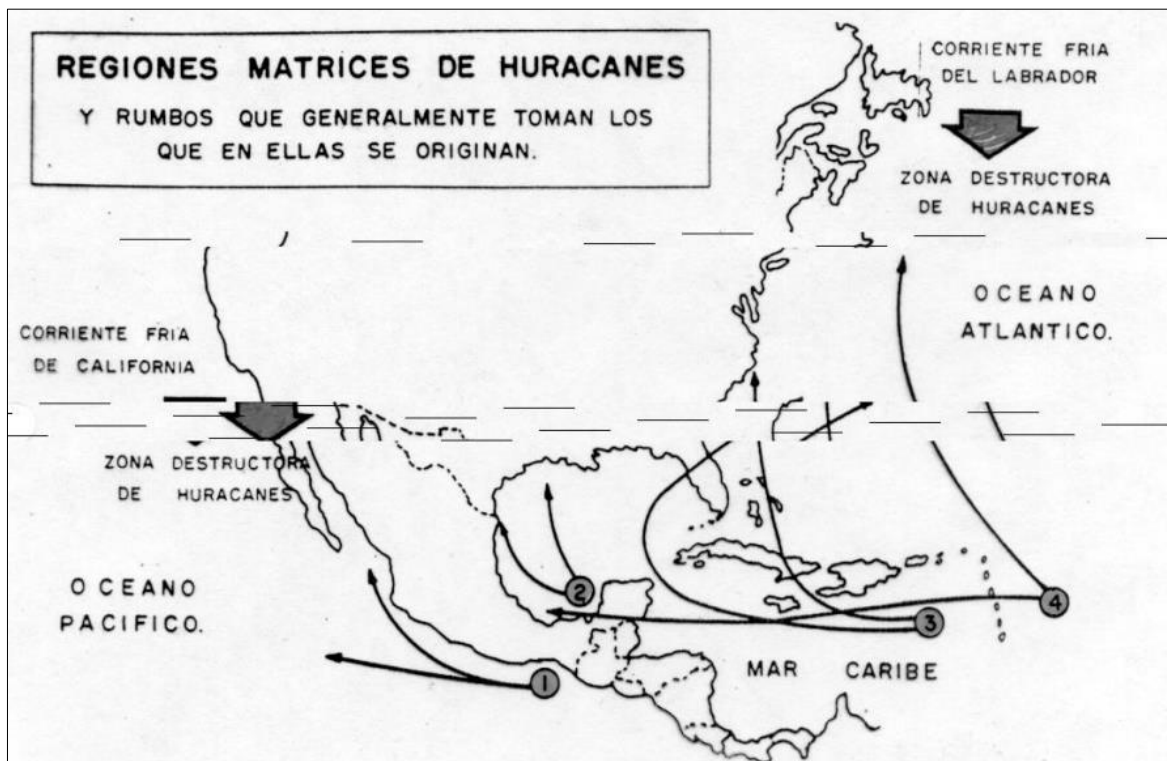 REGIONES MATRICES DE HURACANES
Y RUMBOS QUE GENERALMENTE TOMAN LOS
QUE EN ELLAS SE ORIGINAN.
CORRIENTE FRIA
DEL LABRADOR
ZONA DESTRUCTORA
DE HURACANES
OCEANO
ATLANTICO.
CORRIENTE FRIA
DE CALIFORNIA
ZONA DESTRUCTORA
DE HURACANES
OCEANO
PACIFICO.
2
4
3
1
MAR CARIBE